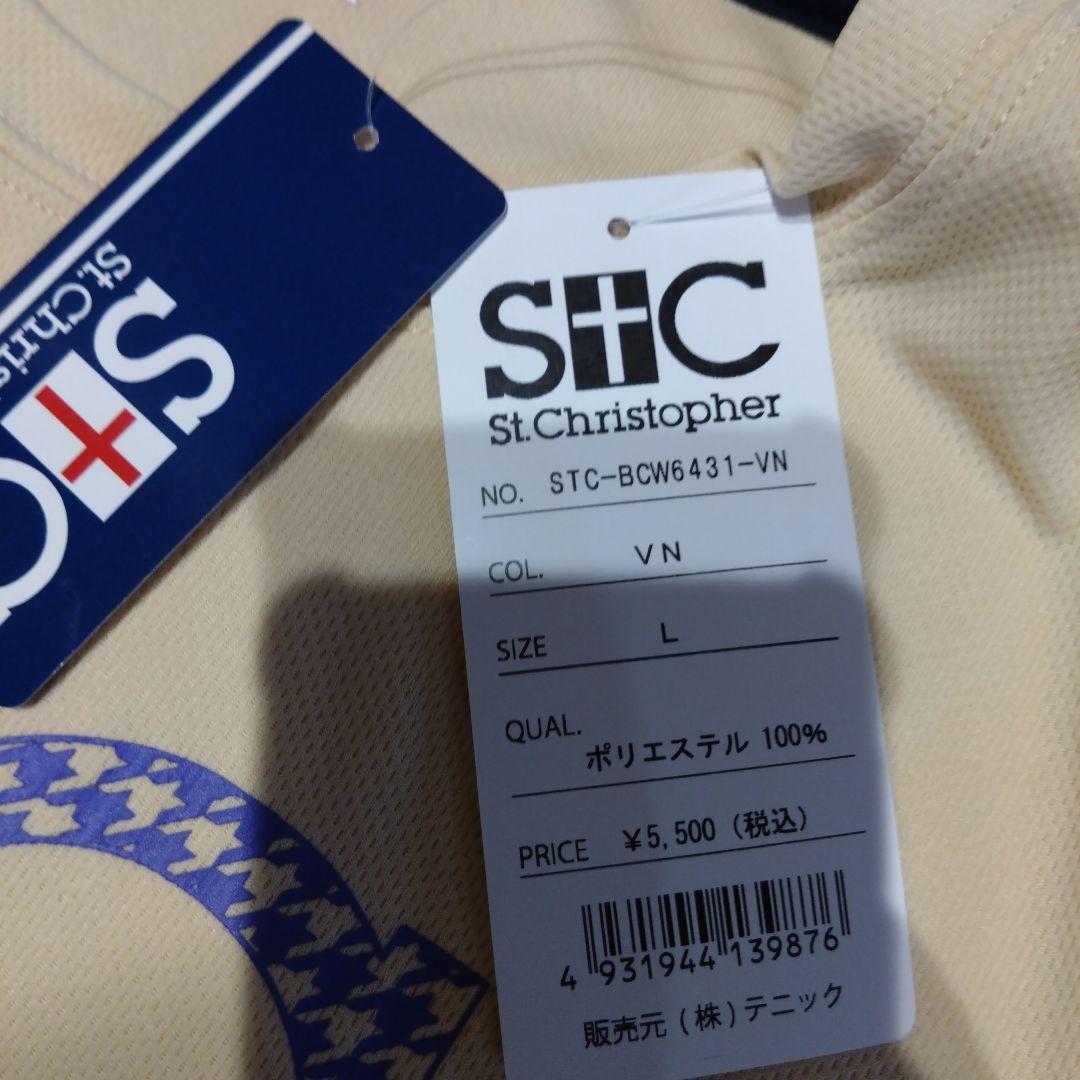 StC
St.Christopher
NO. STC-BCW6431-VN
COL. VN
SIZE L
QUAL. ポリエステル 100%
PRICE ¥5,500 (税込)
4 931944 139876
販売元 (株) テニック
StC
St.Chris